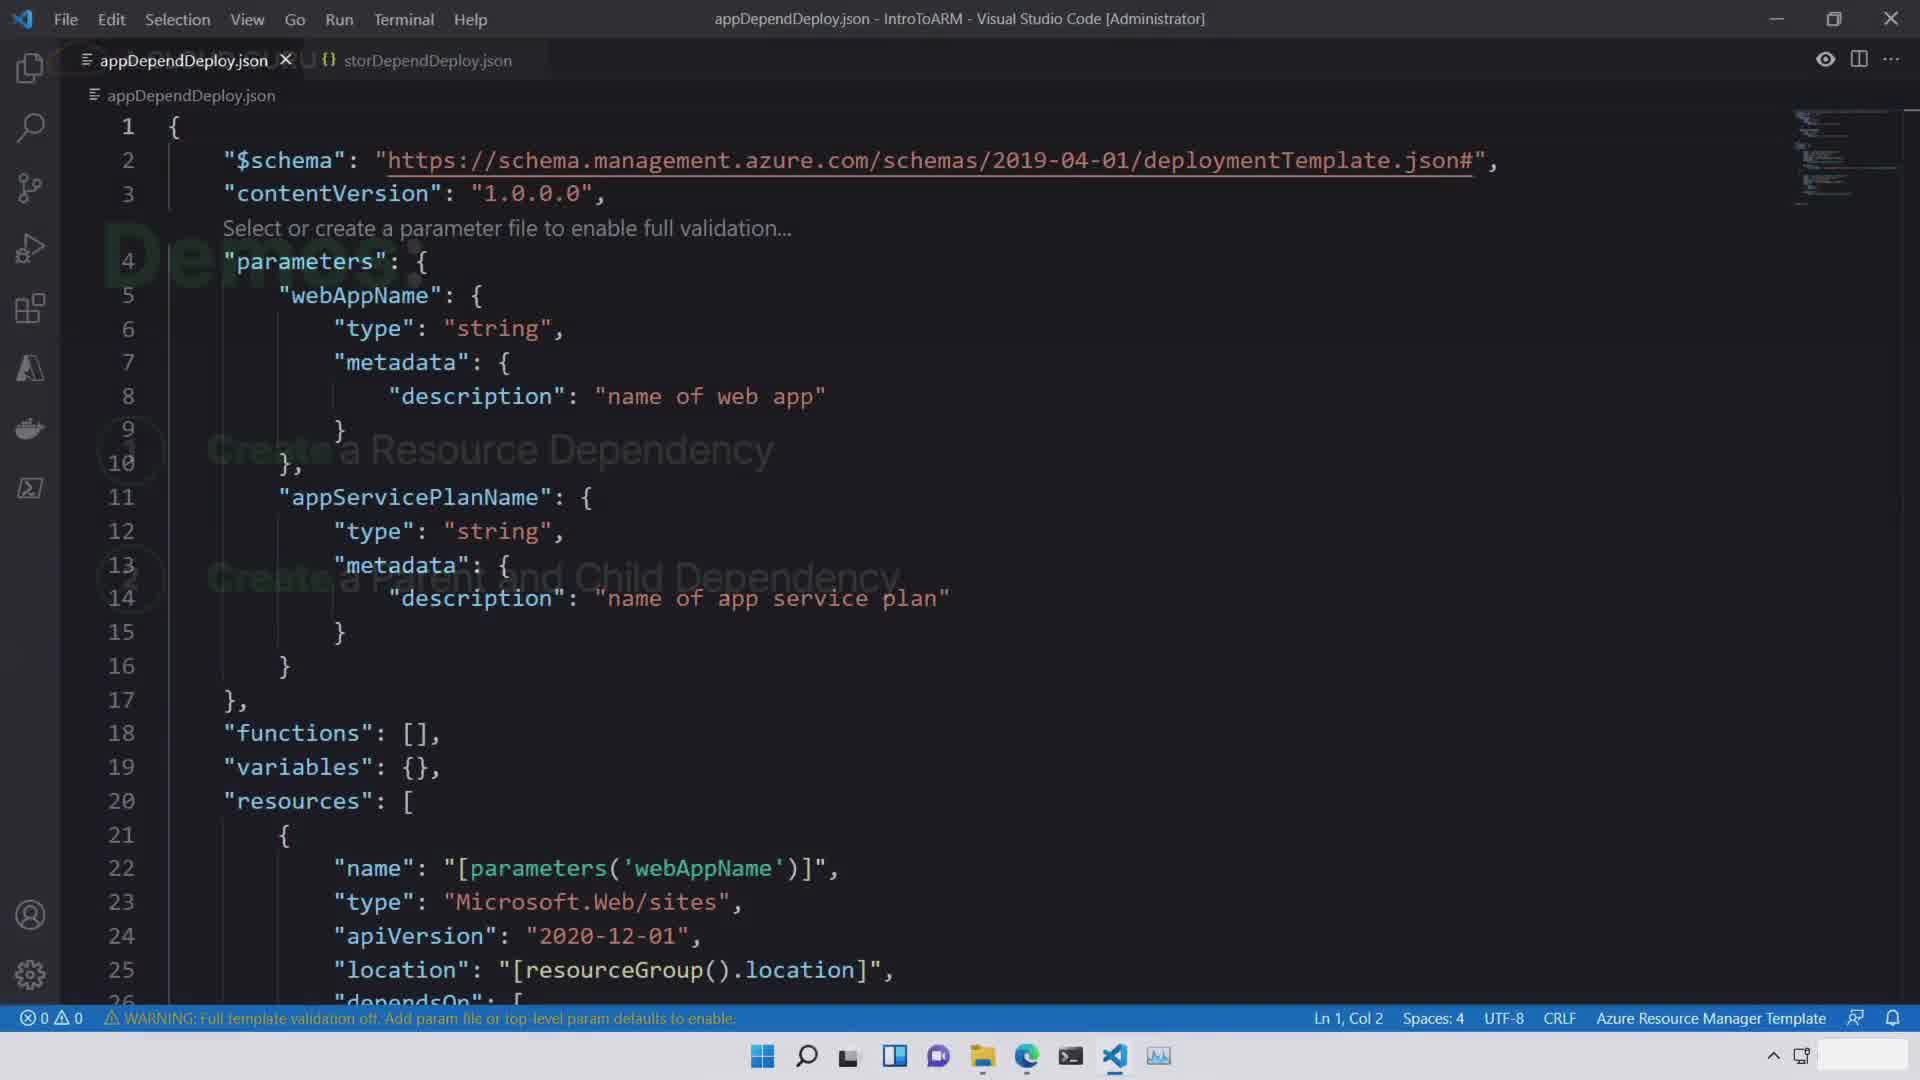 File Edit Selection View Go Run Terminal Help
appDependDeploy.json - IntroToARM - Visual Studio Code [Administrator]
appDependDeploy.json
storDependDeploy.json
appDependDeploy.json
1 {
2 "$schema": "https://schema.management.azure.com/schemas/2019-04-01/deploymentTemplate.json#",
3 "contentVersion": "1.0.0.0",
Select or create a parameter file to enable full validation...
Demos:
4 "parameters": {
5 "webAppName": {
6 "type": "string",
7 "metadata": {
8 "description": "name of web app"
9 }
1 Create a Resource Dependency
10 },
11 "appServicePlanName": {
12 "type": "string",
13 "metadata": {
2 Create a Parent and Child Dependency
14 "description": "name of app service plan"
15 }
16 }
17 },
18 "functions": [],
19 "variables": {},
20 "resources": [
21 {
22 "name": "[parameters('webAppName')]",
23 "type": "Microsoft.Web/sites",
24 "apiVersion": "2020-12-01",
25 "location": "[resourceGroup().location]",
26 "dependsOn": [
0 0 WARNING: Full template validation off. Add param file or top-level param defaults to enable.
Ln 1, Col 2 Spaces: 4 UTF-8 CRLF Azure Resource Manager Template